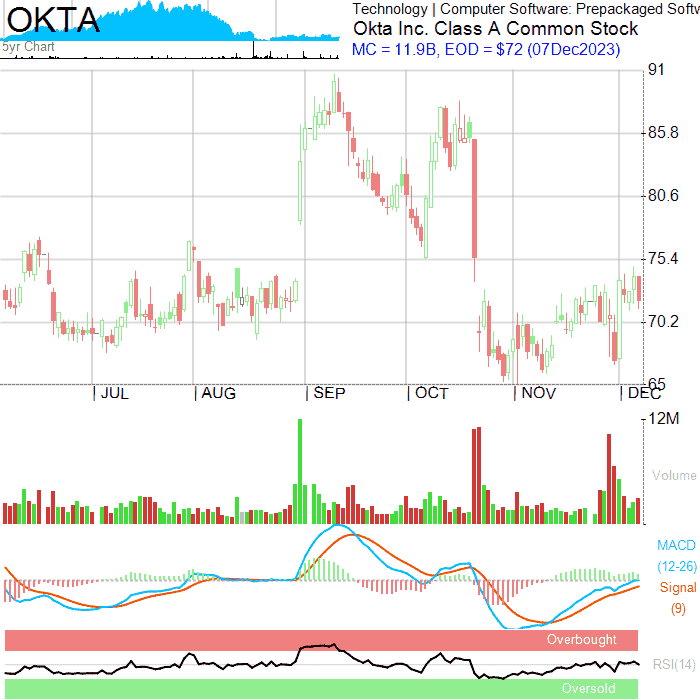 OKTA
5yr Chart
Technology | Computer Software: Prepackaged Softw
Okta Inc. Class A Common Stock
MC = 11.9B, EOD = $72 (07Dec2023)
91
85.8
80.6
75.4
70.2
65
JUL AUG SEP OCT NOV DEC
12M
Volume
MACD
(12-26)
Signal
(9)
Overbought
RSI(14)
Oversold